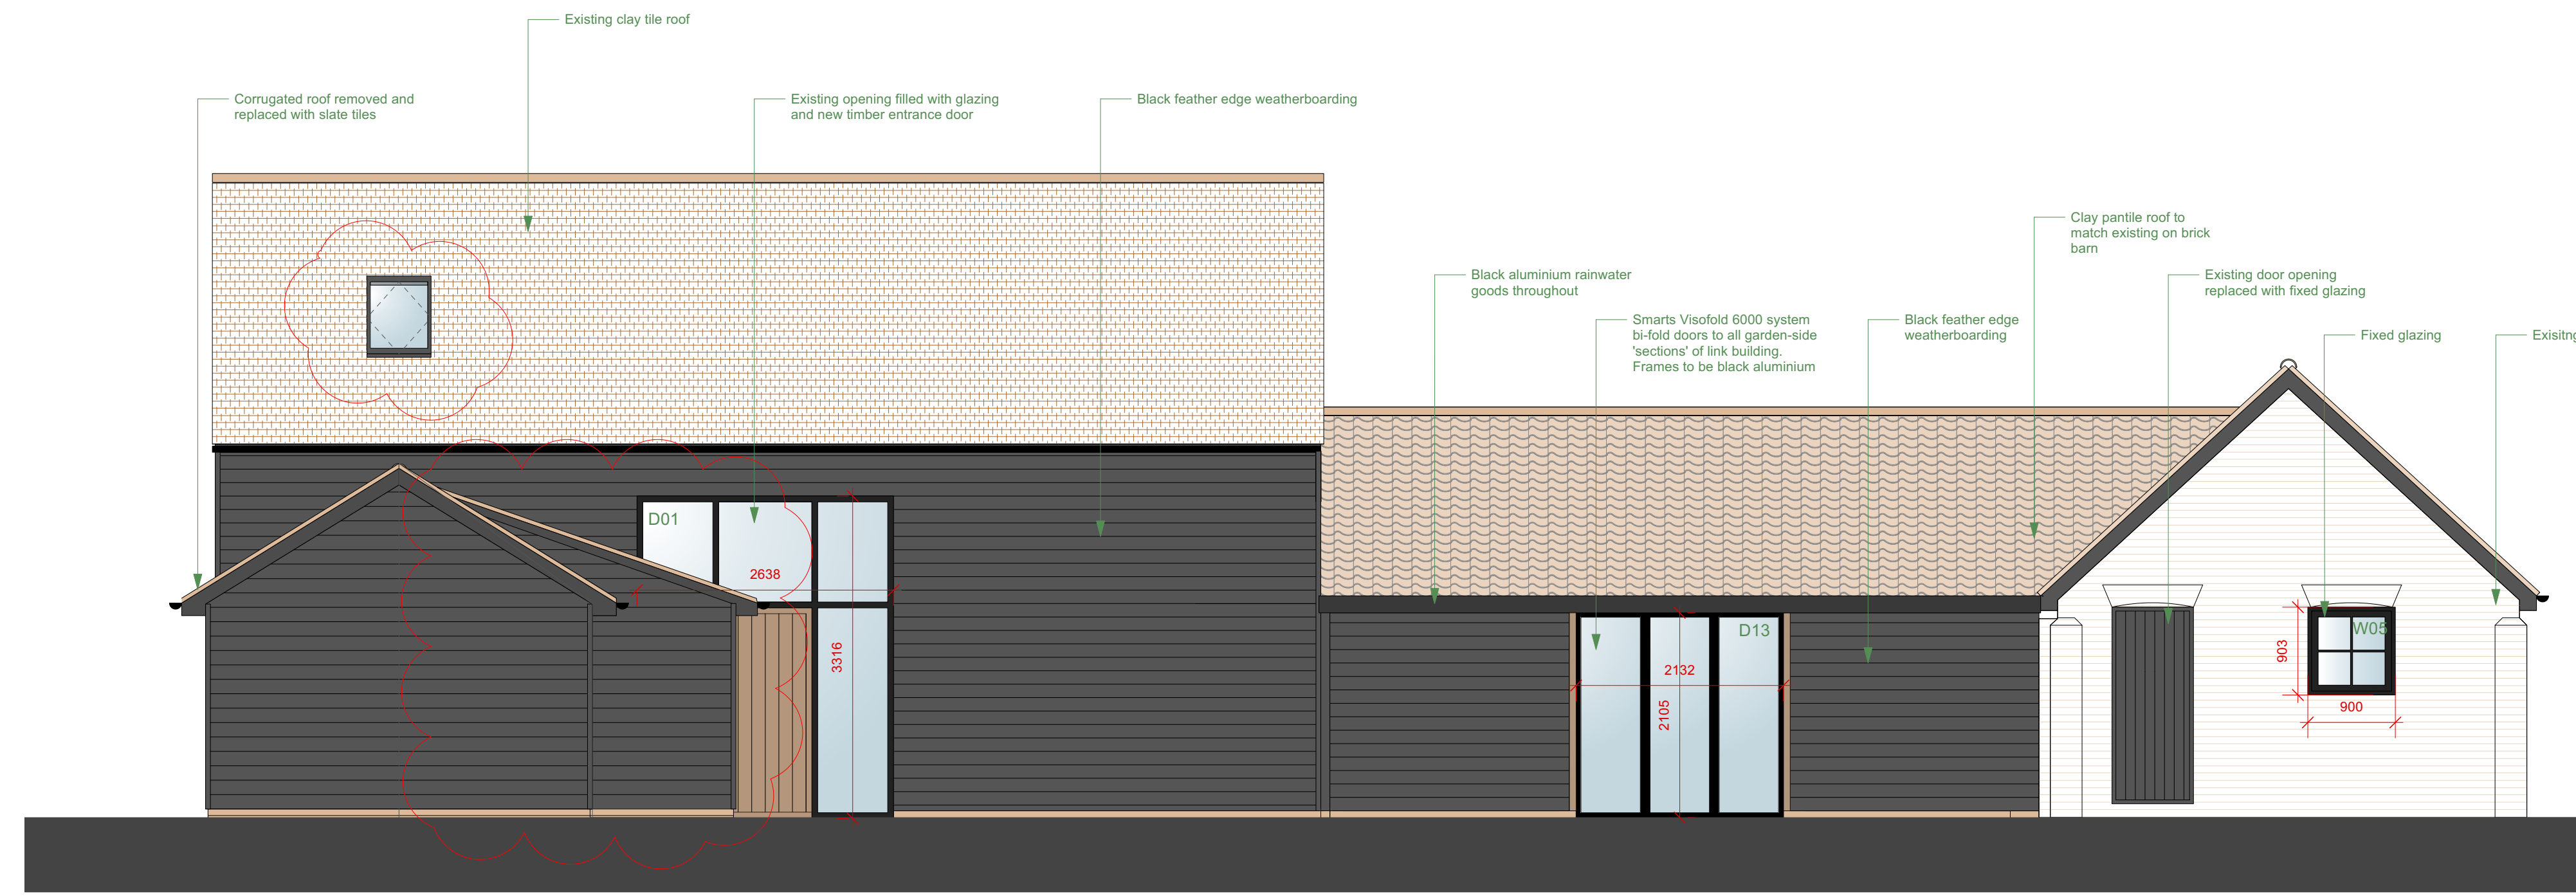 Existing clay tile roof
Corrugated roof removed and
replaced with slate tiles
Existing opening filled with glazing
and new timber entrance door
Black feather edge weatherboarding
Clay pantile roof to
match existing on brick
barn
Black aluminium rainwater
goods throughout
Existing door opening
replaced with fixed glazing
Smarts Visofold 6000 system
bi-fold doors to all garden-side
'sections' of link building.
Frames to be black aluminium
Black feather edge
weatherboarding
Fixed glazing
Exisitng
D01
2638
3316
D13
2132
2105
W05
903
900